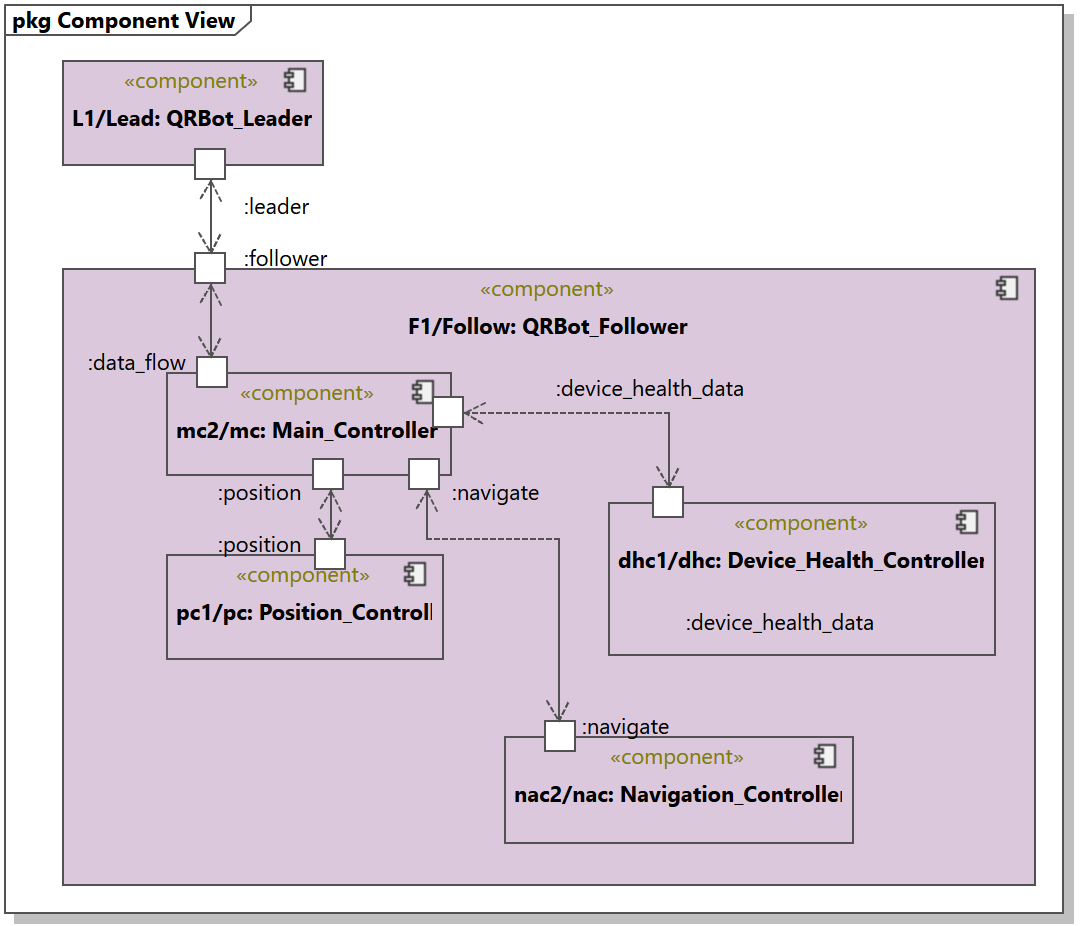 pkg Component View
«component»
L1/Lead: QRBot_Leader
:leader
:follower
«component»
F1/Follow: QRBot_Follower
:data_flow
«component»
:device_health_data
mc2/mc: Main_Controller
:position
:navigate
«component»
:position
dhc1/dhc: Device_Health_Controller
«component»
pc1/pc: Position_Controll
:device_health_data
:navigate
«component»
nac2/nac: Navigation_Controller